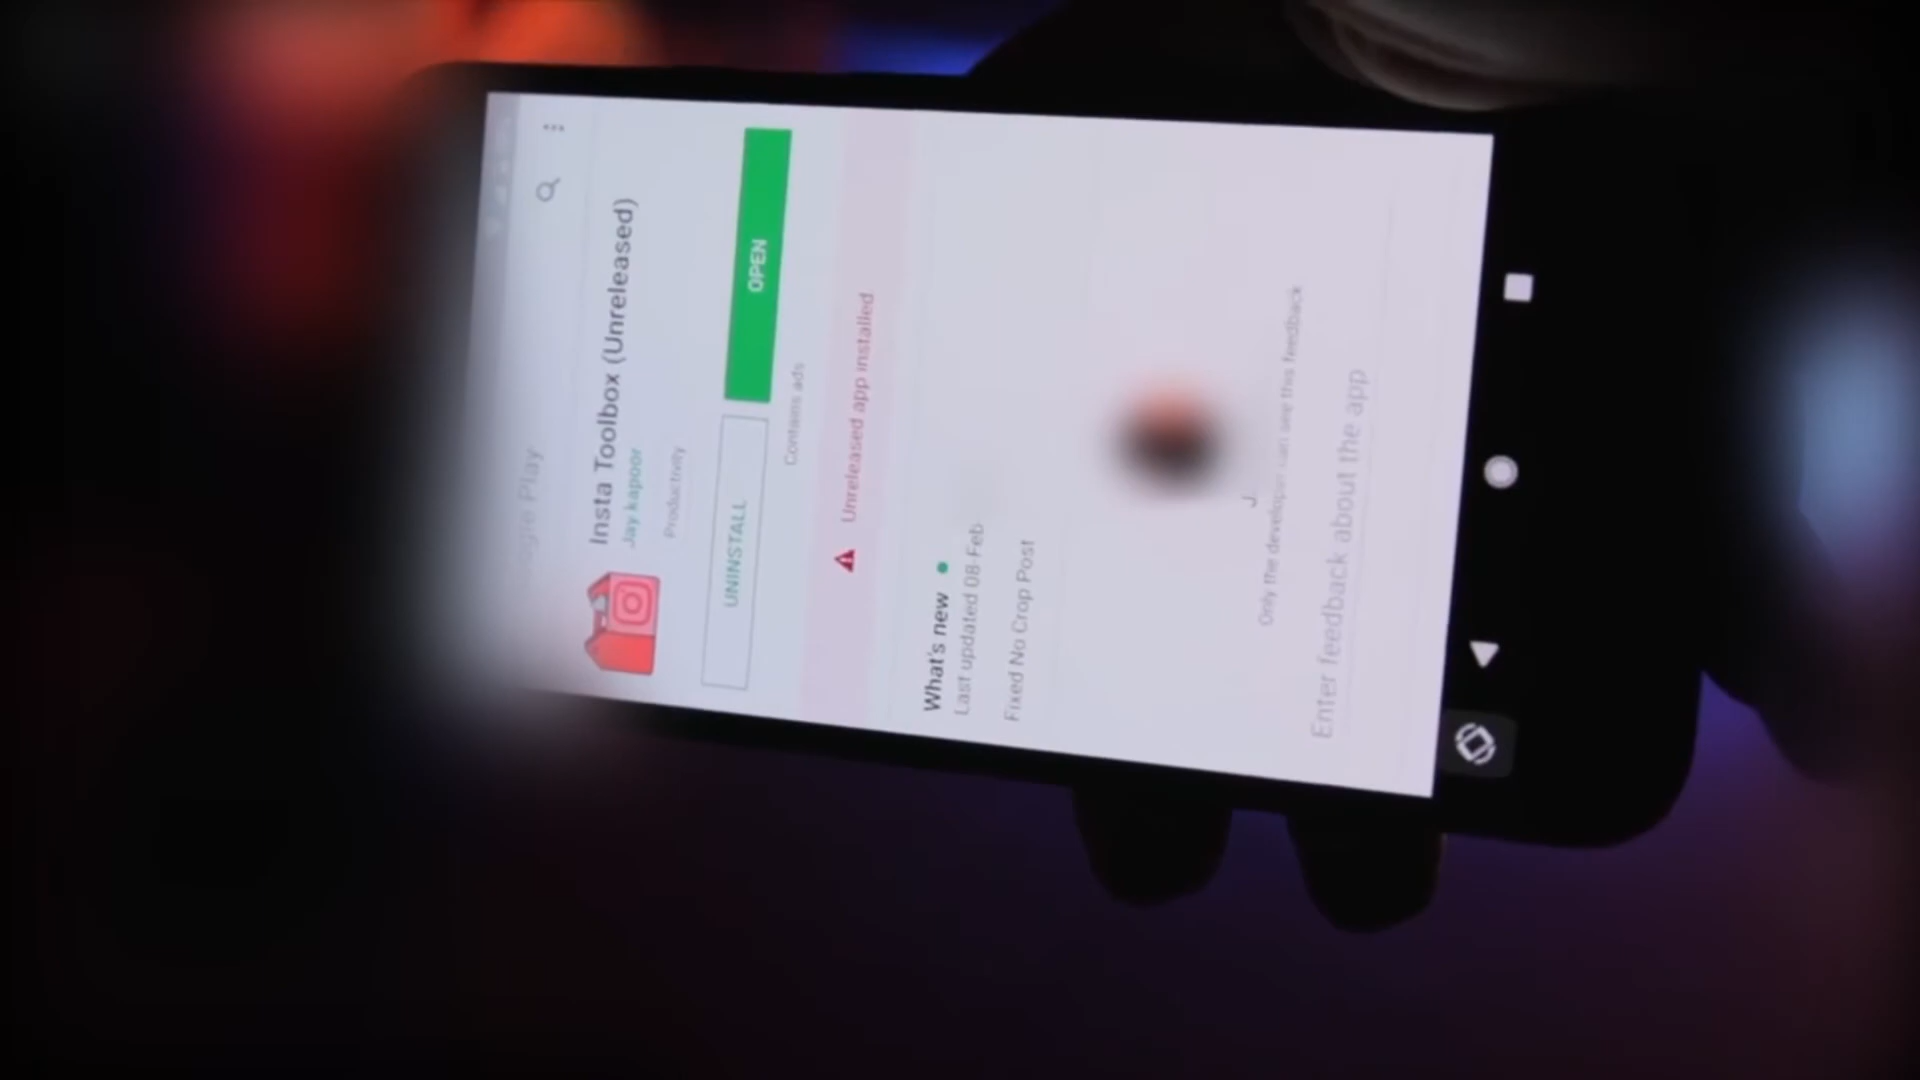 Play
Insta Toolbox (Unreleased)
Jay kapoor
Productivity
UNINSTALL
OPEN
Contains ads
Unreleased app installed
What's new
Last updated 08-Feb
Fixed No Crop Post
J
Only the developer can see this feedback
Enter feedback about the app